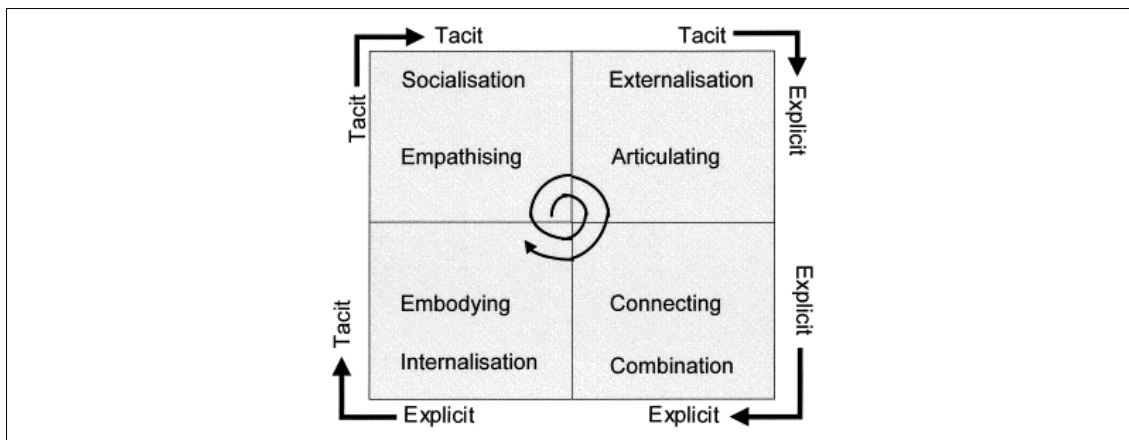 Tacit
Tacit
Tacit
Socialisation
Externalisation
Explicit
Empathising
Articulating
Embodying
Connecting
Explicit
Tacit
Internalisation
Combination
Explicit
Explicit